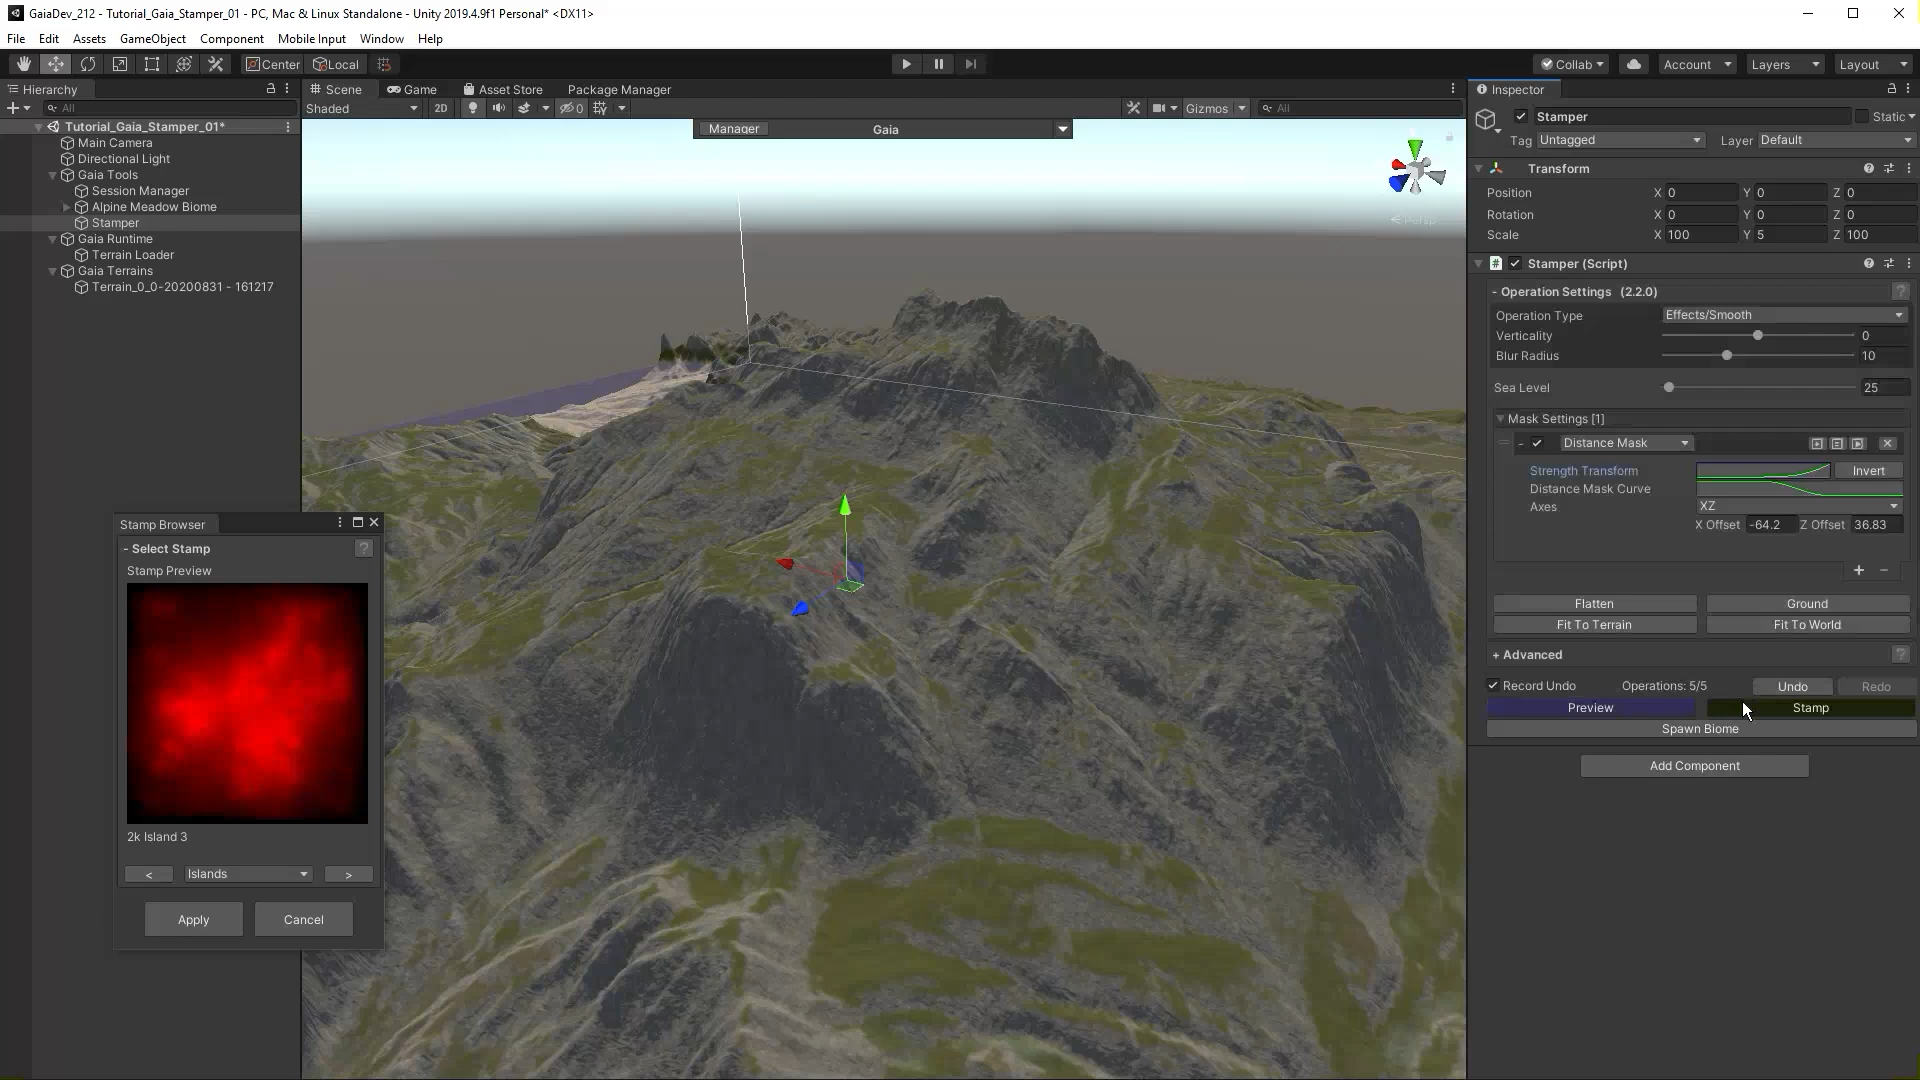 GaiaDev_212 - Tutorial_Gaia_Stamper_01 - PC, Mac & Linux Standalone - Unity 2019.4.9f1 Personal* <DX11>
File Edit Assets GameObject Component Mobile Input Window Help
Center Local Collab Account Layers Layout
Hierarchy
All
Tutorial_Gaia_Stamper_01*
Main Camera
Directional Light
Gaia Tools
Session Manager
Alpine Meadow Biome
Stamper
Gaia Runtime
Terrain Loader
Gaia Terrains
Terrain_0_0-20200831 - 161217
Scene Game Asset Store Package Manager
Shaded 2D 0 Gizmos All
Manager Gaia
Persp
Stamp Browser
- Select Stamp ?
Stamp Preview
2k Island 3
< Islands >
Apply Cancel
Inspector
Stamper Static
Tag Untagged Layer Default
Transform
Position X 0 Y 0 Z 0
Rotation X 0 Y 0 Z 0
Scale X 100 Y 5 Z 100
# Stamper (Script)
- Operation Settings (2.2.0) ?
Operation Type Effects/Smooth
Verticality 0
Blur Radius 10
Sea Level 25
Mask Settings [1]
- Distance Mask
Strength Transform Invert
Distance Mask Curve
Axes XZ
X Offset -64.2 Z Offset 36.83
+ -
Flatten Ground
Fit To Terrain Fit To World
+ Advanced ?
Record Undo Operations: 5/5 Undo Redo
Preview Stamp
Spawn Biome
Add Component